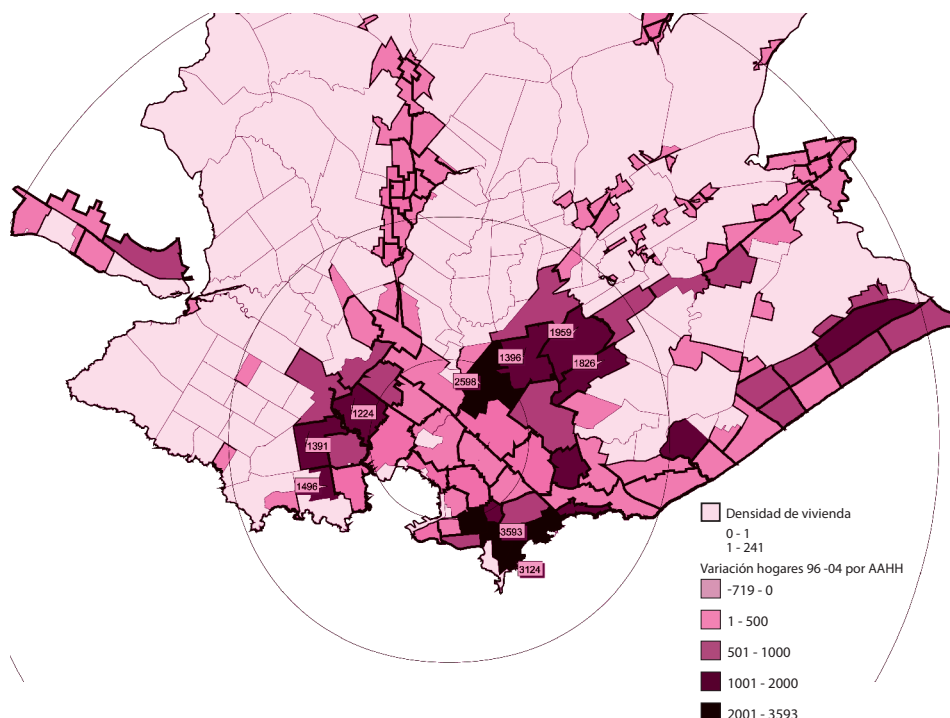 1959
1396
1826
2598
1224
1391
1496
3593
3124
Densidad de vivienda
0 - 1
1 - 241
Variación hogares 96 -04 por AAHH
-719 - 0
1 - 500
501 - 1000
1001 - 2000
2001 - 3593